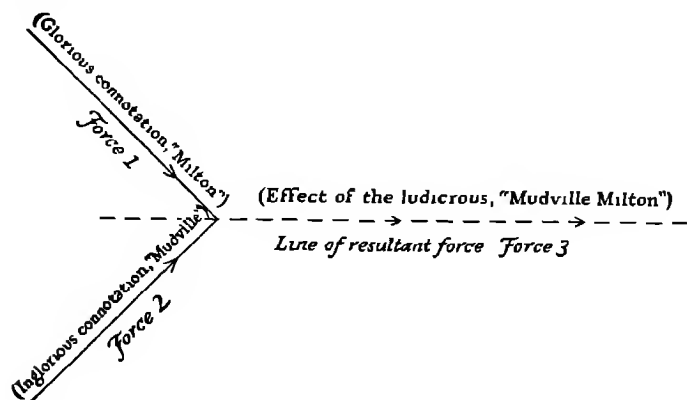 (Glorious connotation, "Milton")
Force 1
(Effect of the ludicrous, "Mudville Milton")
Line of resultant force Force 3
(Inglorious connotation, "Mudville")
Force 2